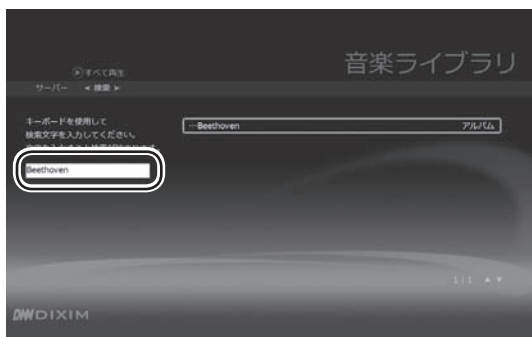 音楽ライブラリ
すべて再生
サーバー ◂ 検索 ▸
キーボードを使用して
検索文字を入力してください。
Beethoven
…Beethoven アルバム
1|1 ▲ ▼
DIXIM